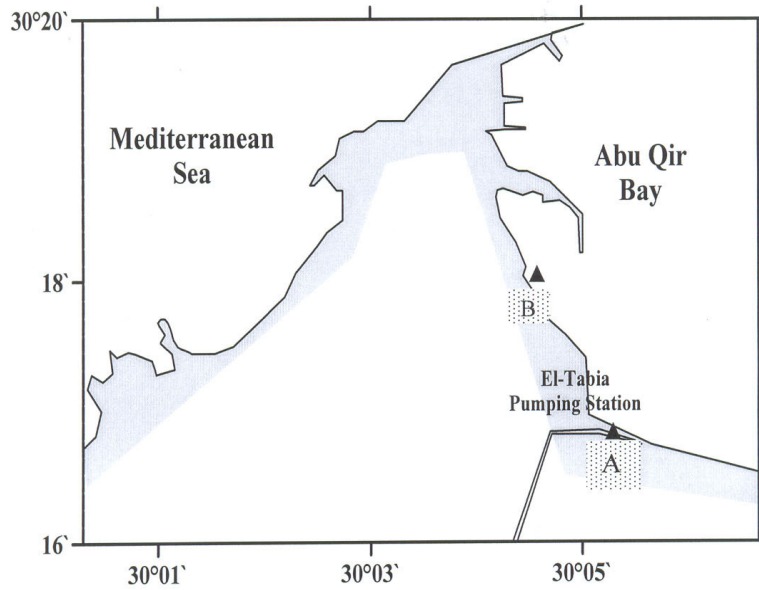 30°20`
Mediterranean
Sea
Abu Qir
Bay
18`
B
El-Tabia
Pumping Station
A
16`
30°01`
30°03`
30°05`